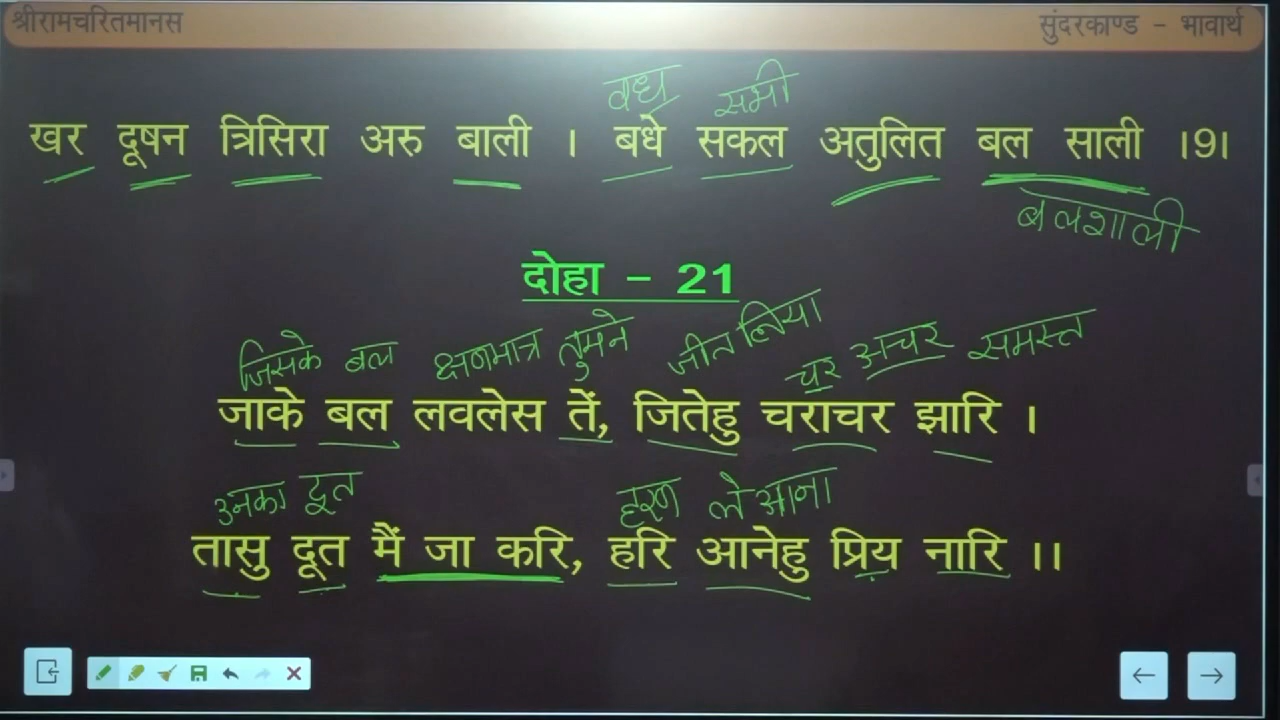 श्रीरामचरितमानस सुंदरकाण्ड - भावार्थ
वध सभी
खर दूषन त्रिसिरा अरु बाली । बधे सकल अतुलित बल साली ।9।
बलशाली
दोहा - 21
जिसके बल क्षणमात्र तुमने जीत लिया चर अचर समस्त
जाके बल लवलेस तें, जितेहु चराचर झारि ।
उनका दूत हरण ले आना
तासु दूत मैं जा करि, हरि आनेहु प्रिय नारि ।।